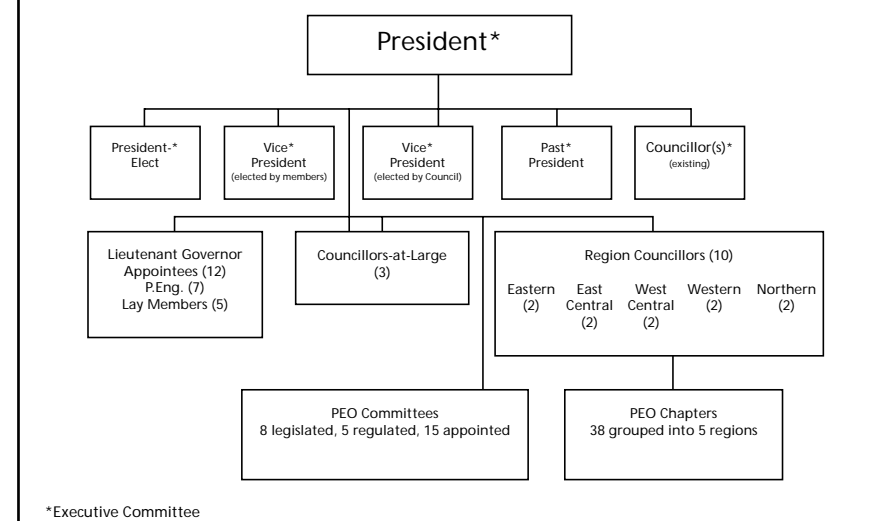 President*
President-*
Elect
Vice*
President
(elected by members)
Vice*
President
(elected by Council)
Past*
President
Councillor(s)*
(existing)
Lieutenant Governor
Appointees (12)
P.Eng. (7)
Lay Members (5)
Councillors-at-Large
(3)
Region Councillors (10)
Eastern
(2)
East
Central
(2)
West
Central
(2)
Western
(2)
Northern
(2)
PEO Committees
8 legislated, 5 regulated, 15 appointed
PEO Chapters
38 grouped into 5 regions
*Executive Committee